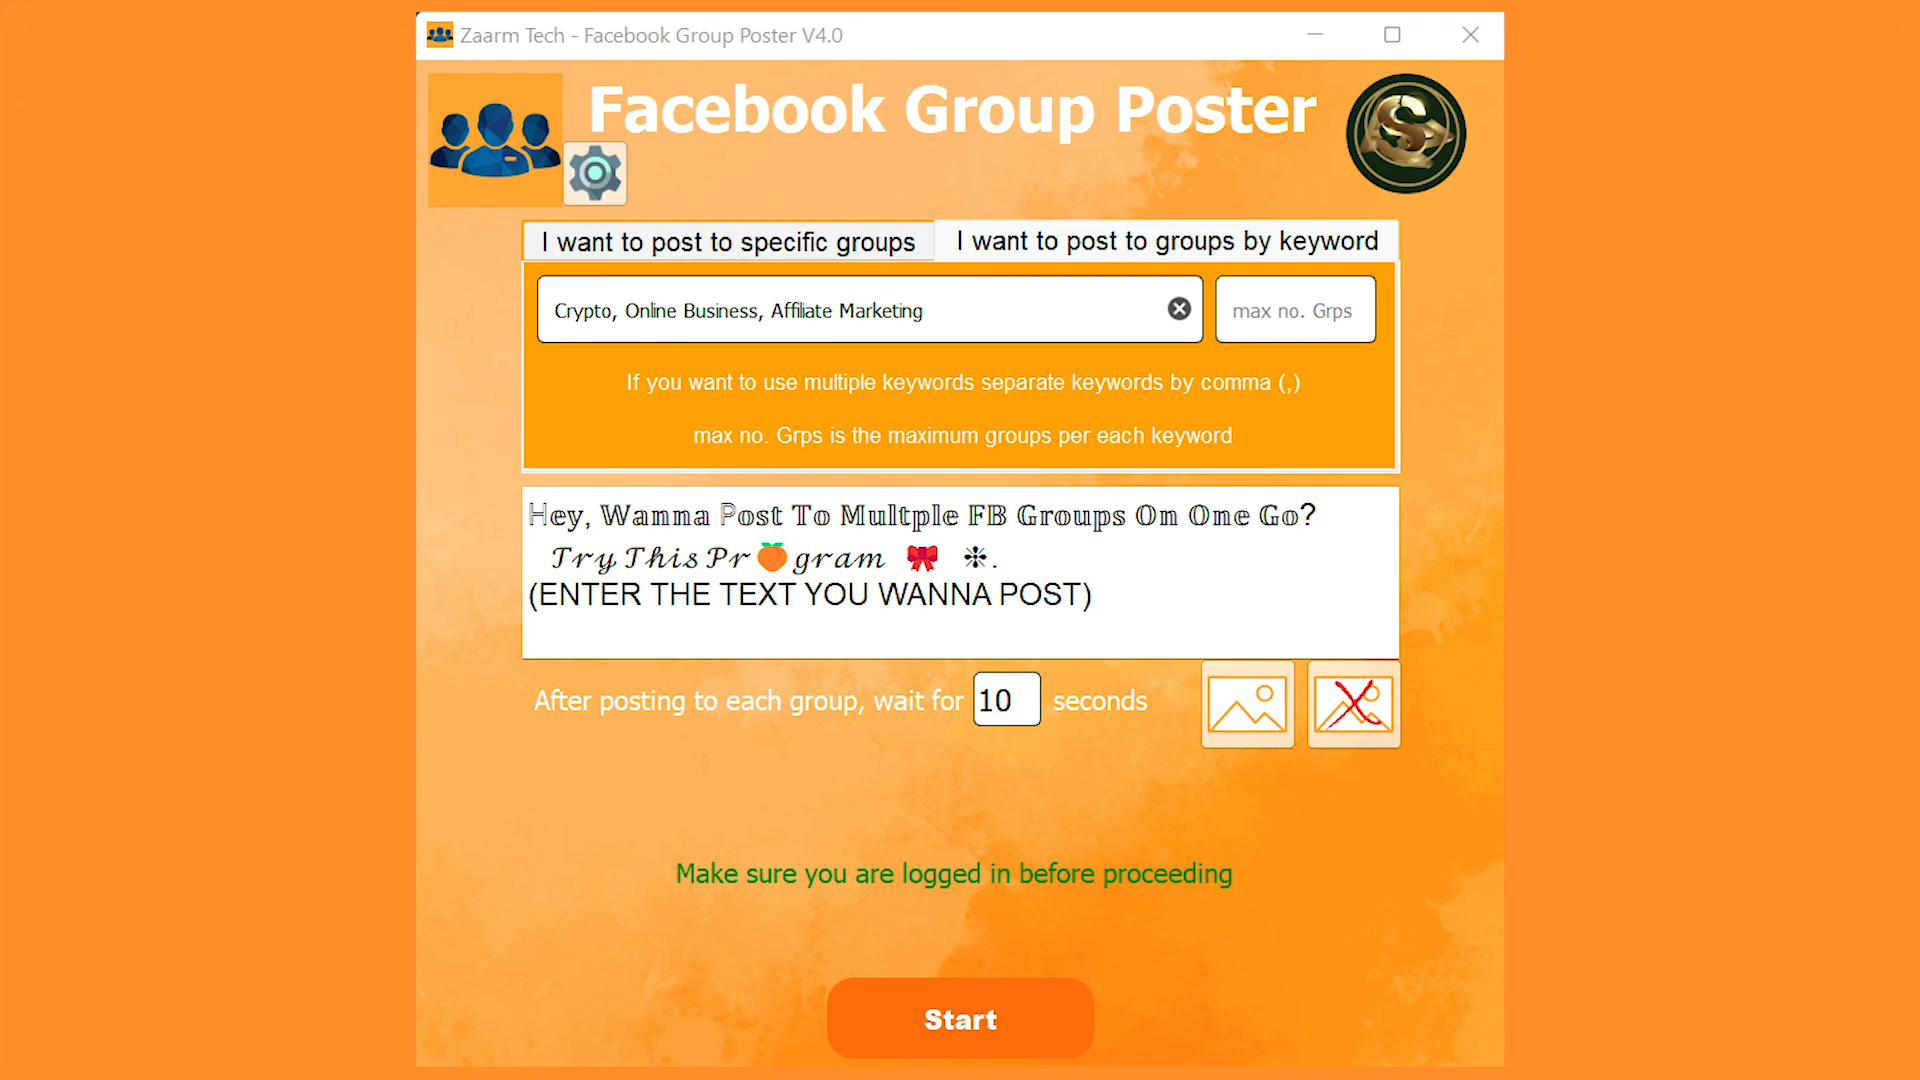 Zaarm Tech - Facebook Group Poster V4.0
Facebook Group Poster
I want to post to specific groups
I want to post to groups by keyword
Crypto, Online Business, Affiliate Marketing
max no. Grps
If you want to use multiple keywords separate keywords by comma (,)
max no. Grps is the maximum groups per each keyword
ℍey, 𝕎anna ℙost 𝕋o 𝕄ultple 𝔽𝔹 𝔾roups 𝕆n 𝕆ne 𝔾o?
𝒯𝓇𝓎 𝒯𝒽𝒾𝓈 𝒫𝓇🍑𝑔𝓇𝒶𝓂 🎀 ❉.
(ENTER THE TEXT YOU WANNA POST)
After posting to each group, wait for 10 seconds
Make sure you are logged in before proceeding
Start